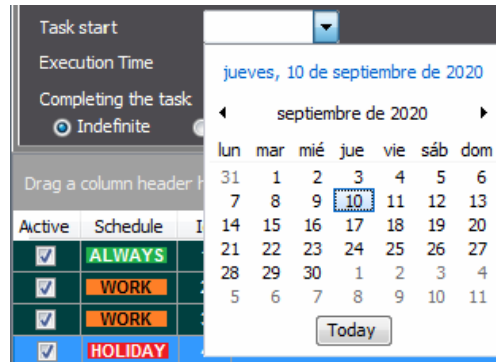 Task start
Execution Time
Completing the task
Indefinite
jueves, 10 de septiembre de 2020
septiembre de 2020
lun mar mié jue vie sáb dom
31 1 2 3 4 5 6
7 8 9 10 11 12 13
14 15 16 17 18 19 20
21 22 23 24 25 26 27
28 29 30 1 2 3 4
5 6 7 8 9 10 11
Today
Drag a column header
Active Schedule
ALWAYS
WORK
WORK
HOLIDAY